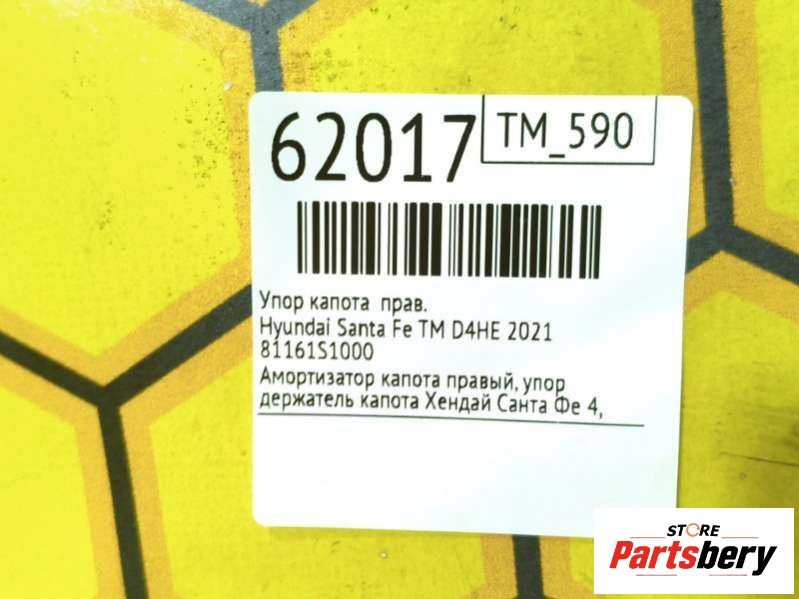 62017
TM_590
Упор капота прав.
Hyundai Santa Fe TM D4HE 2021
81161S1000
Амортизатор капота правый, упор
держатель капота Хендай Санта Фе 4,
STORE
Partsbery